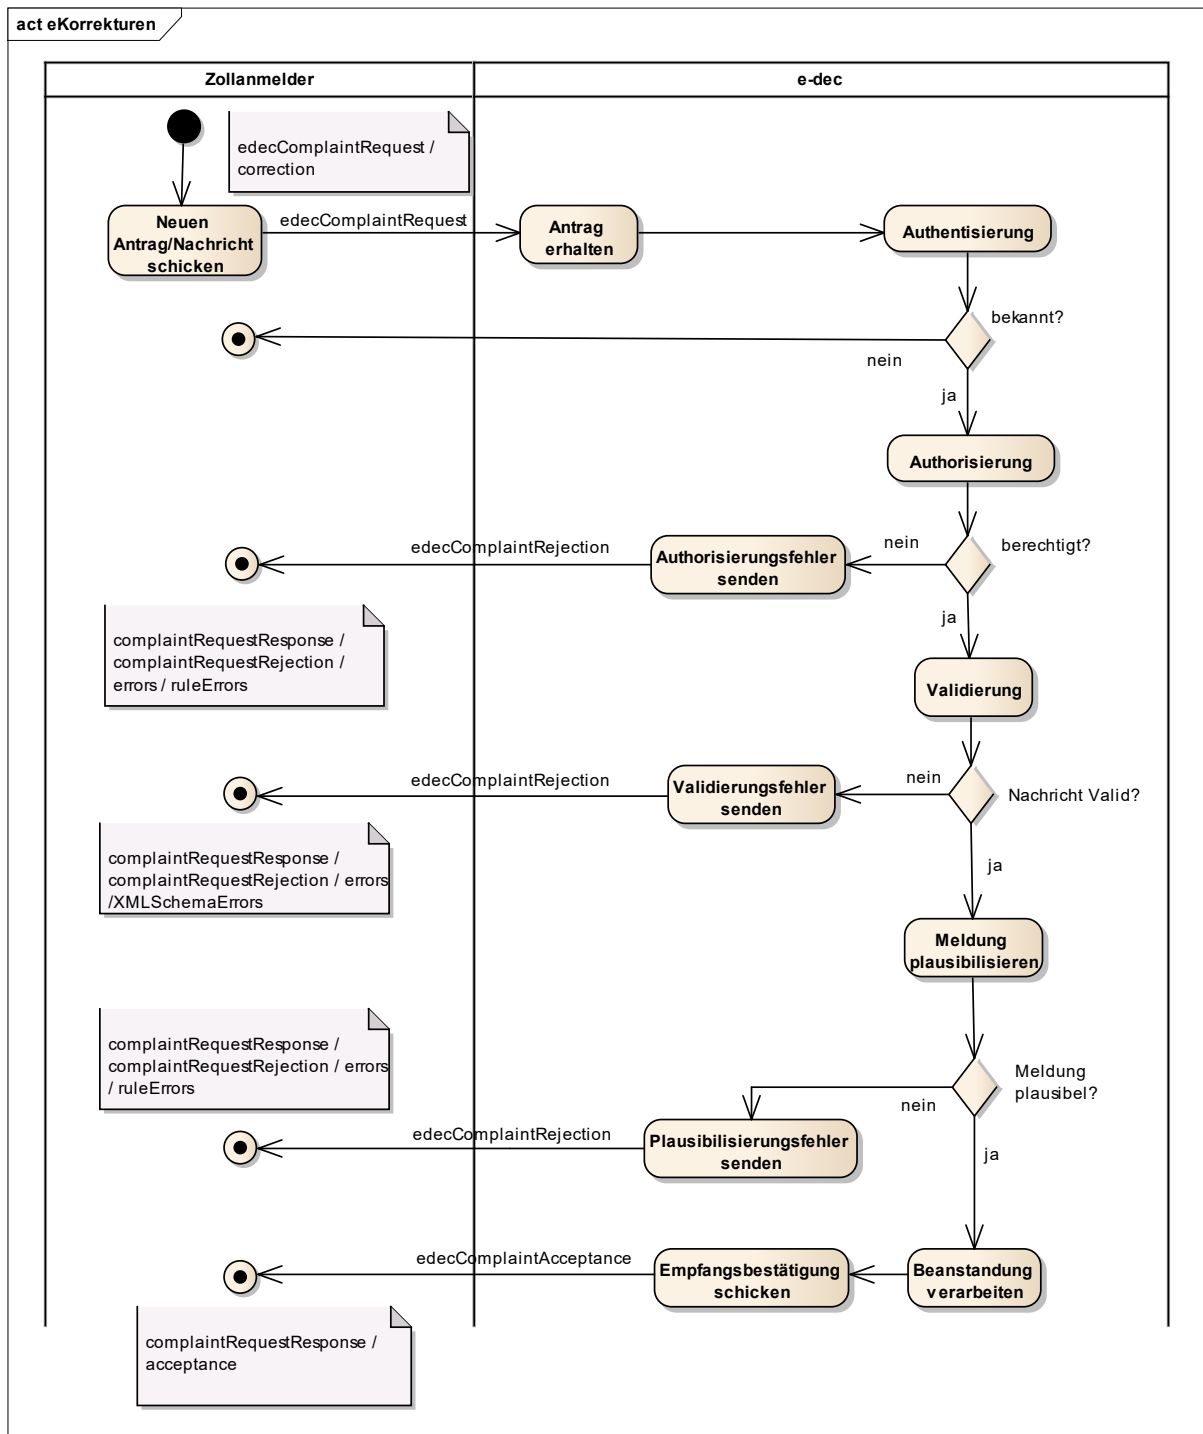 act eKorrekturen
Zollanmelder
e-dec
edecComplaintRequest /
correction
Neuen
Antrag/Nachricht
schicken
edecComplaintRequest
Antrag
erhalten
Authentisierung
bekannt?
nein
ja
Authorisierung
berechtigt?
nein
edecComplaintRejection
Authorisierungsfehler
senden
ja
complaintRequestResponse /
complaintRequestRejection /
errors / ruleErrors
Validierung
edecComplaintRejection
Validierungsfehler
senden
nein
Nachricht Valid?
complaintRequestResponse /
complaintRequestRejection / errors
/XMLSchemaErrors
ja
Meldung
plausibilisieren
complaintRequestResponse /
complaintRequestRejection / errors
/ ruleErrors
Meldung
plausibel?
nein
edecComplaintRejection
Plausibilisierungsfehler
senden
ja
edecComplaintAcceptance
Empfangsbestätigung
schicken
Beanstandung
verarbeiten
complaintRequestResponse /
acceptance